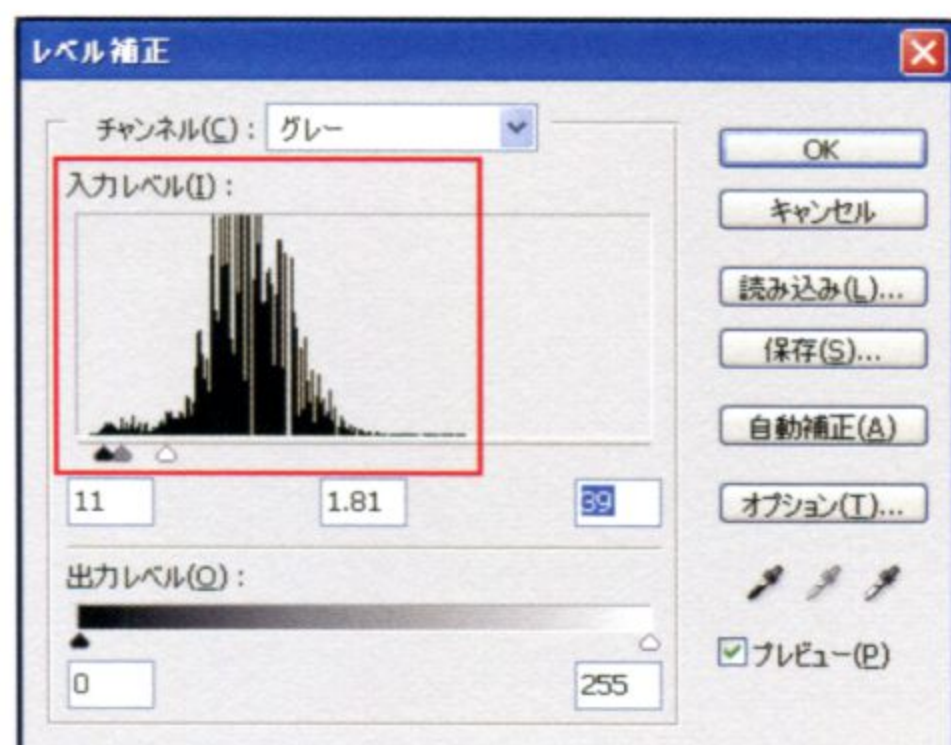 レベル補正
チャンネル(C): グレー
入力レベル(I):
11 1.81 39
出力レベル(O):
0 255
OK
キャンセル
読み込み(L)...
保存(S)...
自動補正(A)
オプション(T)...
プレビュー(P)